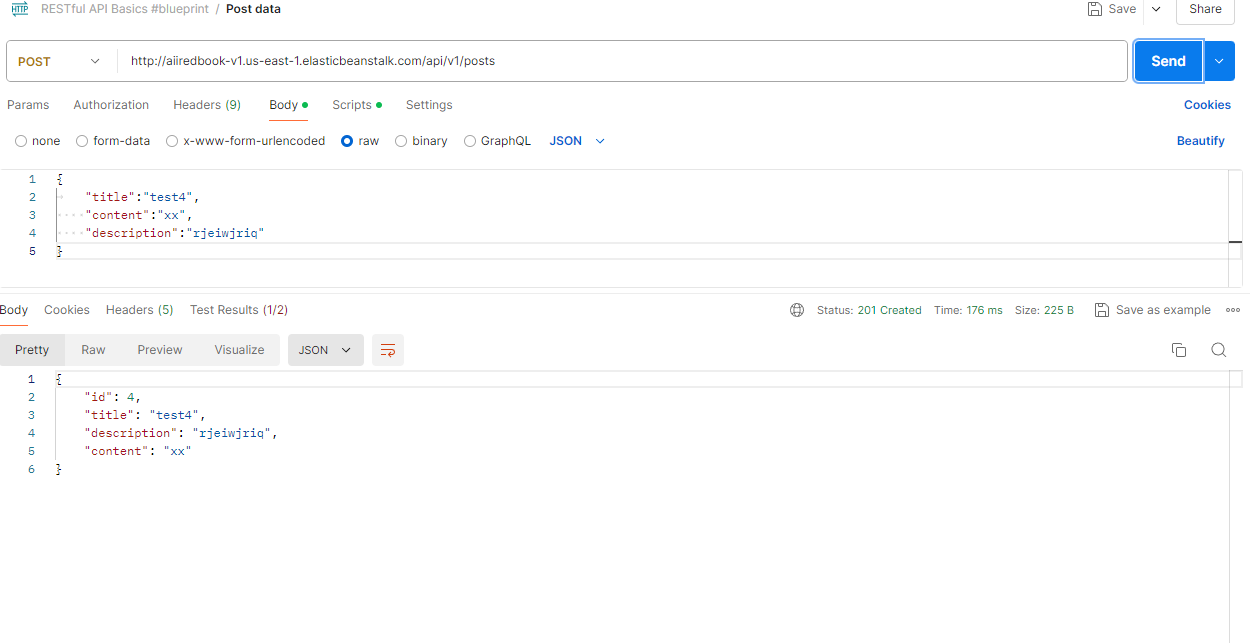 HTTP RESTful API Basics #blueprint / Post data Save Share
POST http://aiiredbook-v1.us-east-1.elasticbeanstalk.com/api/v1/posts Send
Params Authorization Headers (9) Body Scripts Settings Cookies
none form-data x-www-form-urlencoded raw binary GraphQL JSON Beautify
1 {
2 "title":"test4",
3 "content":"xx",
4 "description":"rjeiwjriq"
5 }
Body Cookies Headers (5) Test Results (1/2) Status: 201 Created Time: 176 ms Size: 225 B Save as example
Pretty Raw Preview Visualize JSON
1 {
2 "id": 4,
3 "title": "test4",
4 "description": "rjeiwjriq",
5 "content": "xx"
6 }